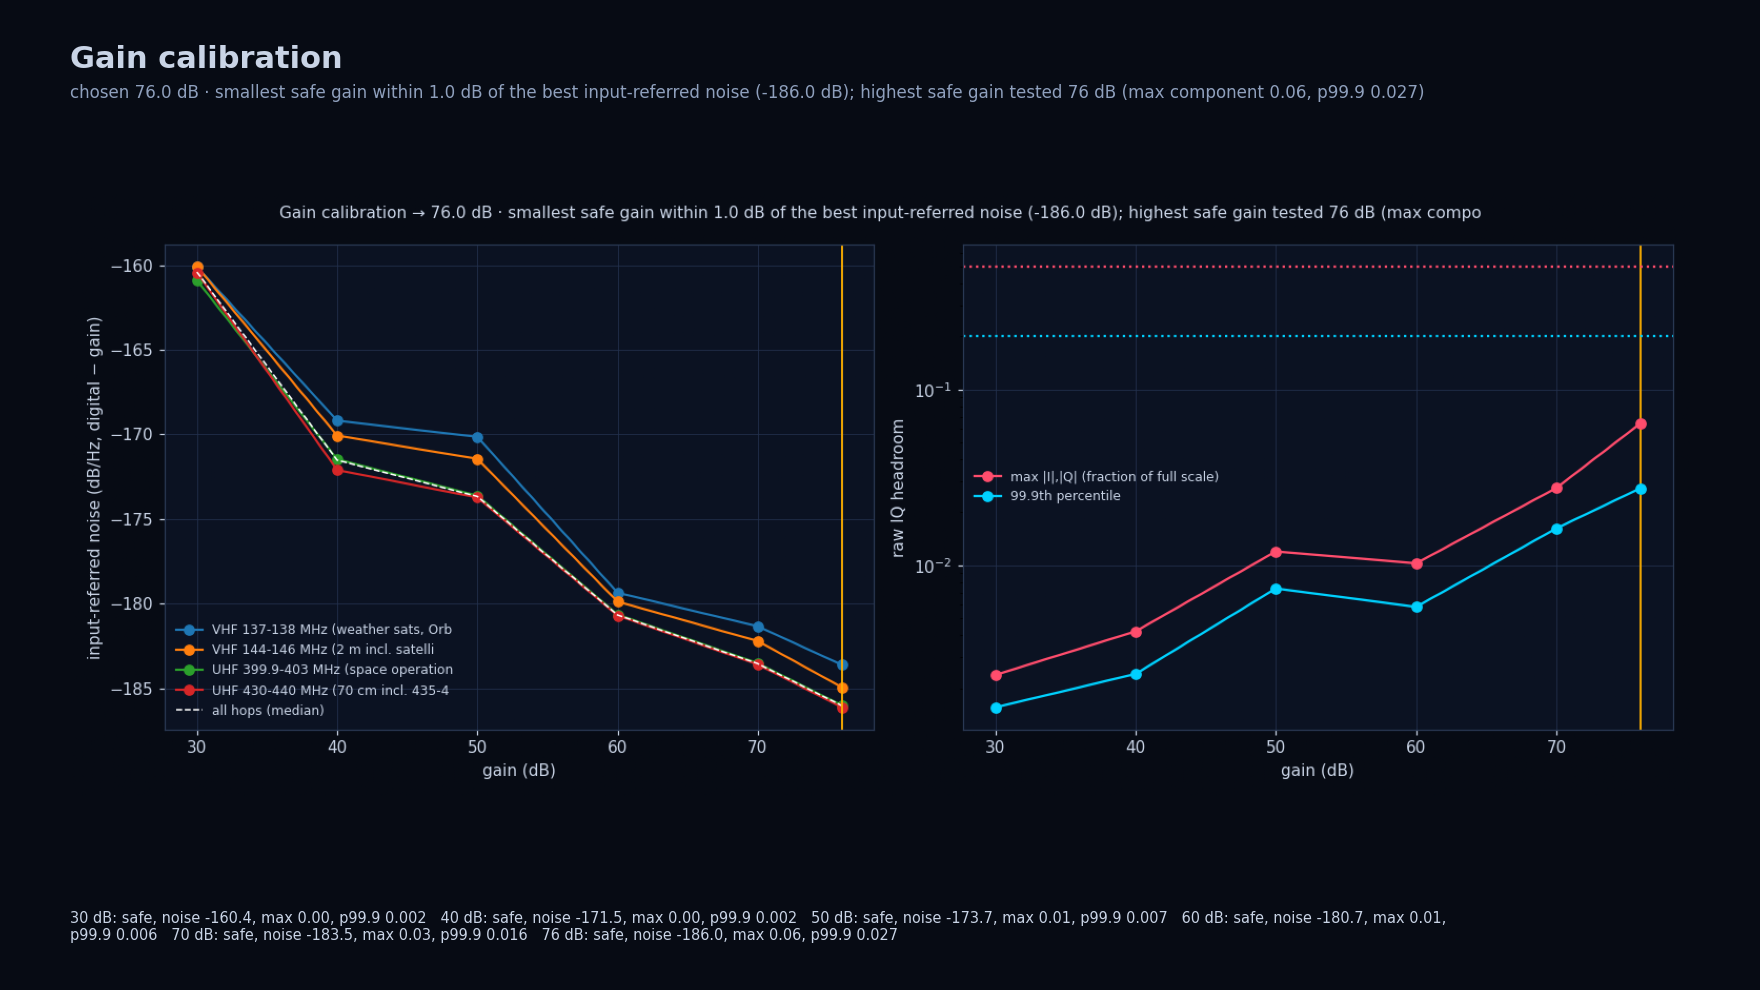 Gain calibration
chosen 76.0 dB · smallest safe gain within 1.0 dB of the best input-referred noise (-186.0 dB); highest safe gain tested 76 dB (max component 0.06, p99.9 0.027)
Gain calibration → 76.0 dB · smallest safe gain within 1.0 dB of the best input-referred noise (-186.0 dB); highest safe gain tested 76 dB (max compo
input-referred noise (dB/Hz, digital − gain)
−160
−165
−170
−175
−180
−185
VHF 137-138 MHz (weather sats, Orb
VHF 144-146 MHz (2 m incl. satelli
UHF 399.9-403 MHz (space operation
UHF 430-440 MHz (70 cm incl. 435-4
all hops (median)
30 40 50 60 70
gain (dB)
raw IQ headroom
10⁻¹
10⁻²
max |I|,|Q| (fraction of full scale)
99.9th percentile
30 40 50 60 70
gain (dB)
30 dB: safe, noise -160.4, max 0.00, p99.9 0.002 40 dB: safe, noise -171.5, max 0.00, p99.9 0.002 50 dB: safe, noise -173.7, max 0.01, p99.9 0.007 60 dB: safe, noise -180.7, max 0.01,
p99.9 0.006 70 dB: safe, noise -183.5, max 0.03, p99.9 0.016 76 dB: safe, noise -186.0, max 0.06, p99.9 0.027